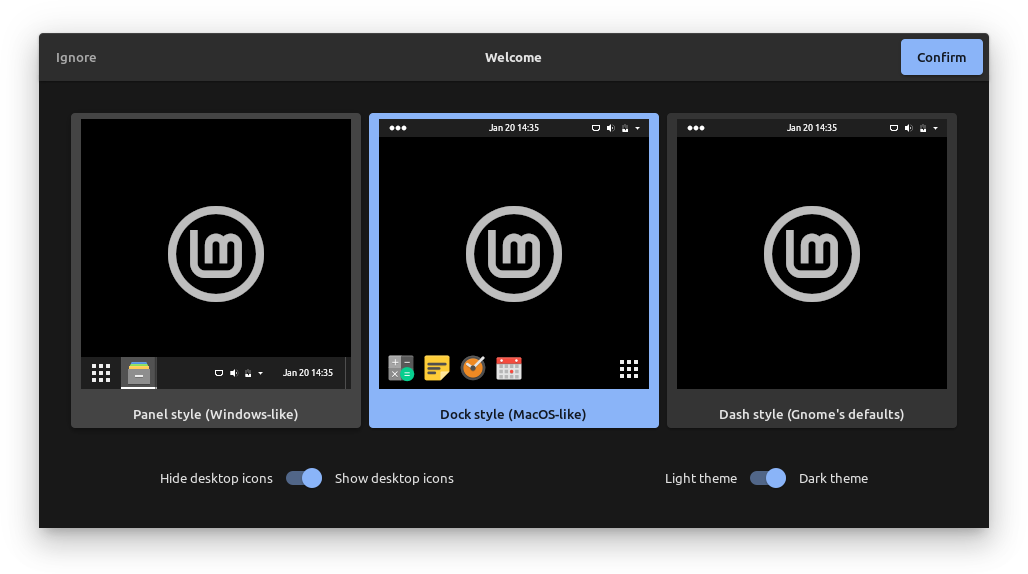 Ignore
Welcome
Confirm
Jan 20 14:35
Jan 20 14:35
Jan 20 14:35
Panel style (Windows-like)
Dock style (MacOS-like)
Dash style (Gnome's defaults)
Hide desktop icons
Show desktop icons
Light theme
Dark theme